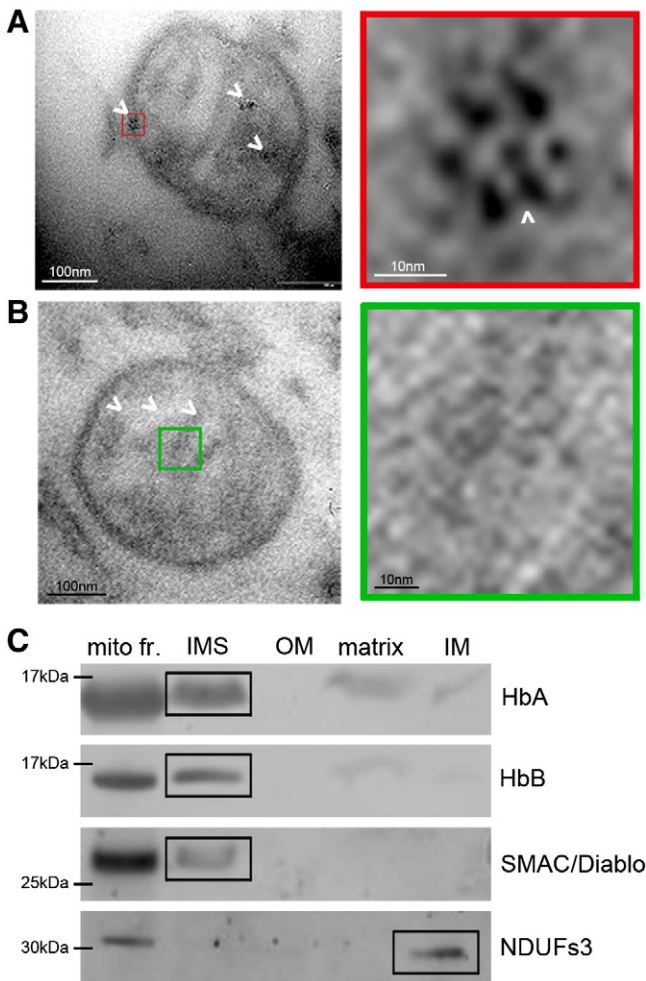 A
100nm
10nm
B
100nm
10nm
C
mito fr. IMS OM matrix IM
17kDa
HbA
17kDa
HbB
SMAC/Diablo
25kDa
30kDa
NDUFs3